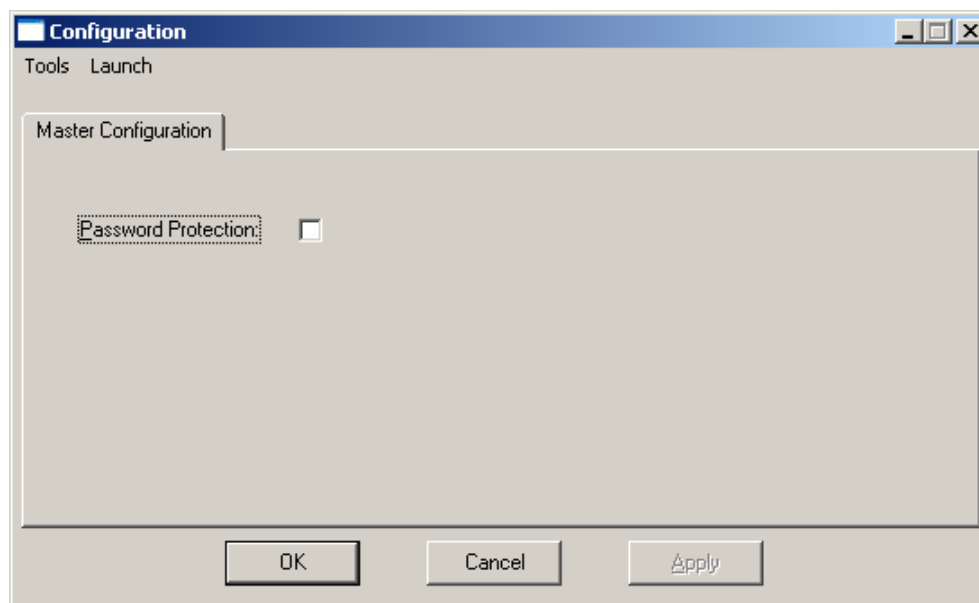 Configuration
Tools Launch
Master Configuration
Password Protection:
OK Cancel Apply